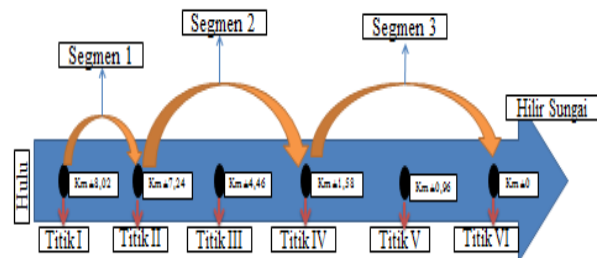 Segmen 1
Segmen 2
Segmen 3
Hilir Sungai
Hulu
Km±8,02
Km±7,24
Km±4,46
Km±1,58
Km±0,96
Km±0
Titik I
Titik II
Titik III
Titik IV
Titik V
Titik VI